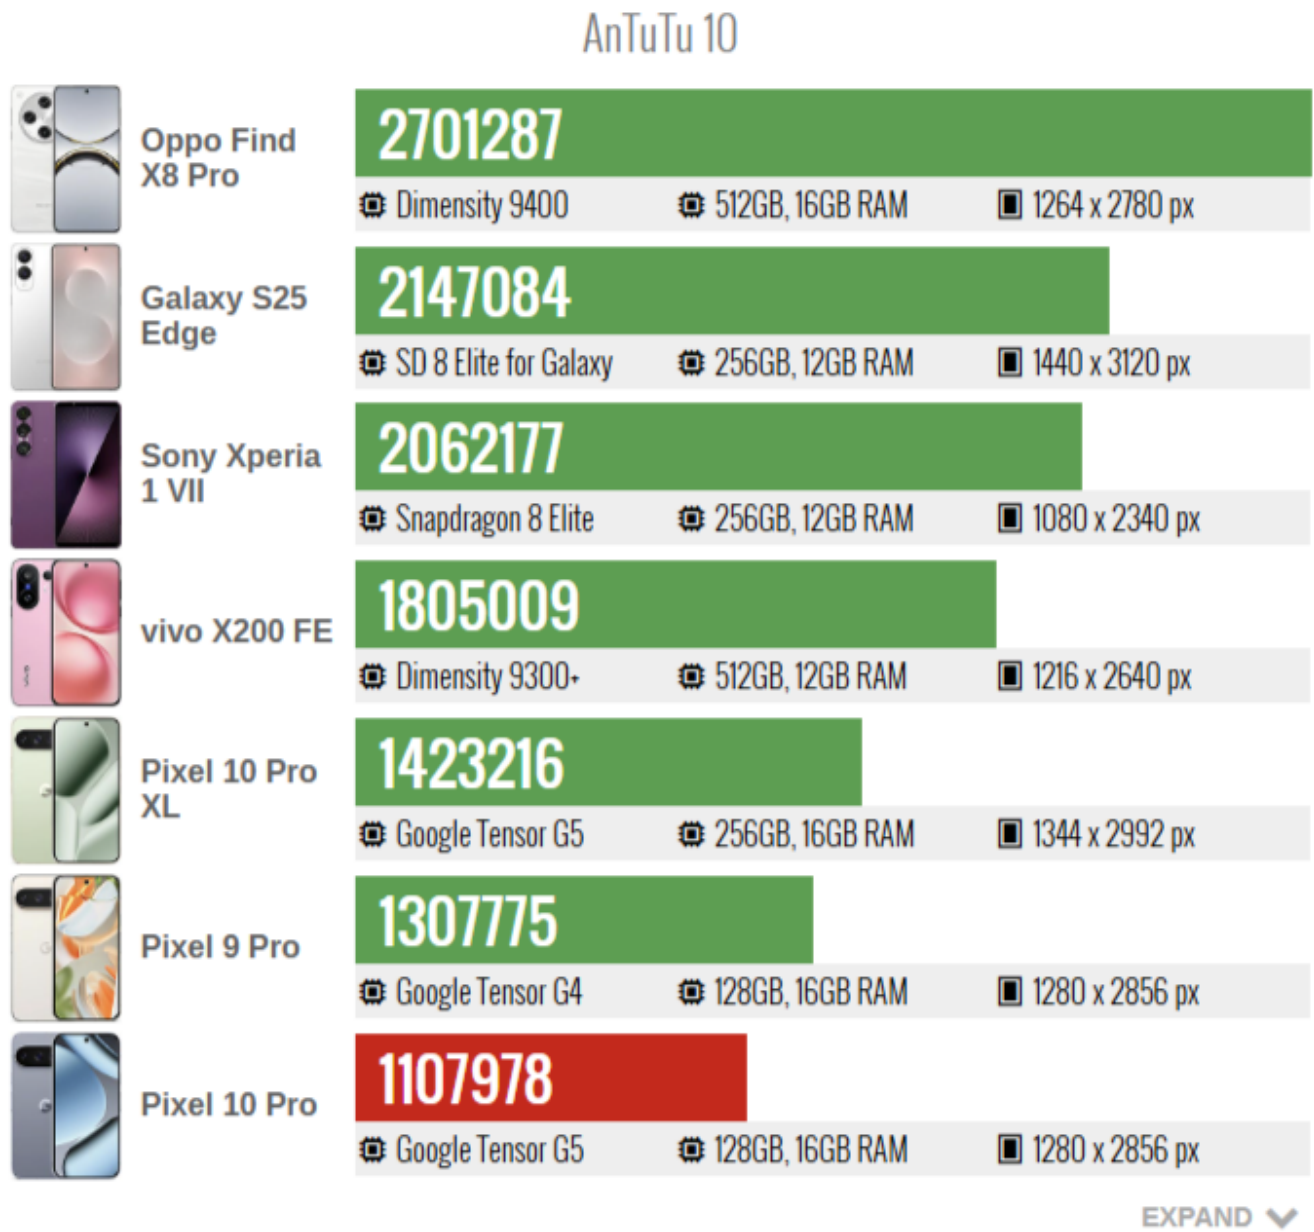 AnTuTu 10
Oppo Find
X8 Pro
2701287
Dimensity 9400 512GB, 16GB RAM 1264 x 2780 px
Galaxy S25
Edge
2147084
SD 8 Elite for Galaxy 256GB, 12GB RAM 1440 x 3120 px
Sony Xperia
1 VII
2062177
Snapdragon 8 Elite 256GB, 12GB RAM 1080 x 2340 px
vivo X200 FE
1805009
Dimensity 9300+ 512GB, 12GB RAM 1216 x 2640 px
Pixel 10 Pro
XL
1423216
Google Tensor G5 256GB, 16GB RAM 1344 x 2992 px
Pixel 9 Pro
1307775
Google Tensor G4 128GB, 16GB RAM 1280 x 2856 px
Pixel 10 Pro
1107978
Google Tensor G5 128GB, 16GB RAM 1280 x 2856 px
EXPAND